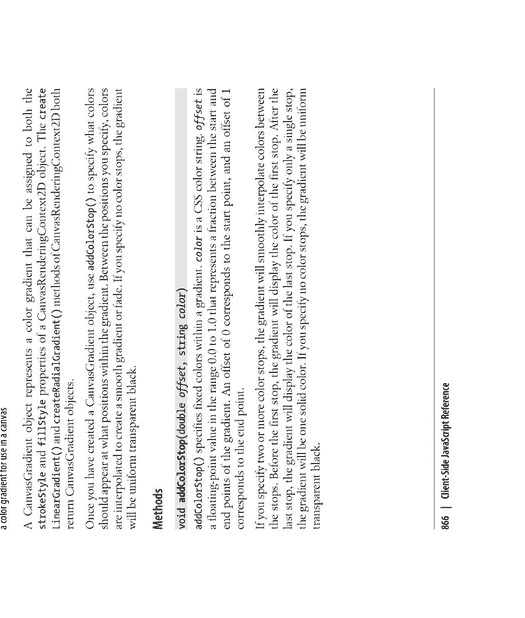 a color gradient for use in a canvas
A CanvasGradient object represents a color gradient that can be assigned to both the
strokeStyle and fillStyle properties of a CanvasRenderingContext2D object. The create
LinearGradient() and createRadialGradient() methods of CanvasRenderingContext2D both
return CanvasGradient objects.
Once you have created a CanvasGradient object, use addColorStop() to specify what colors
should appear at what positions within the gradient. Between the positions you specify, colors
are interpolated to create a smooth gradient or fade. If you specify no color stops, the gradient
will be uniform transparent black.
Methods
void addColorStop(double offset, string color)
addColorStop() specifies fixed colors within a gradient. color is a CSS color string. offset is
a floating-point value in the range 0.0 to 1.0 that represents a fraction between the start and
end points of the gradient. An offset of 0 corresponds to the start point, and an offset of 1
corresponds to the end point.
If you specify two or more color stops, the gradient will smoothly interpolate colors between
the stops. Before the first stop, the gradient will display the color of the first stop. After the
last stop, the gradient will display the color of the last stop. If you specify only a single stop,
the gradient will be one solid color. If you specify no color stops, the gradient will be uniform
transparent black.
866 | Client-Side JavaScript Reference